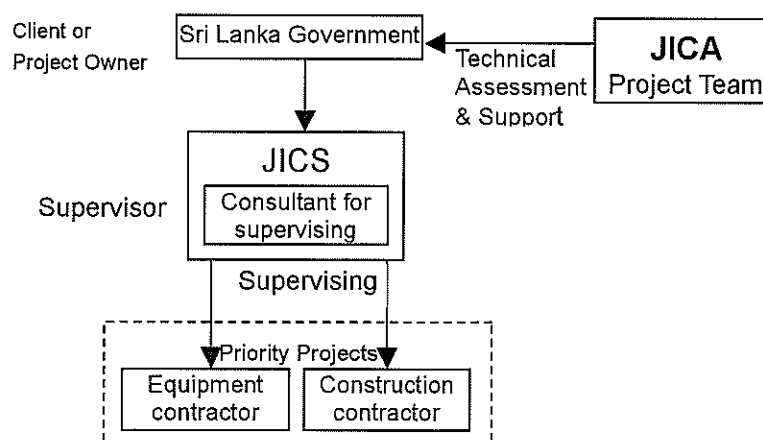 Client or
Project Owner
Sri Lanka Government
JICA
Project Team
Technical
Assessment
& Support
JICS
Consultant for
supervising
Supervisor
Supervising
Priority Projects
Equipment
contractor
Construction
contractor